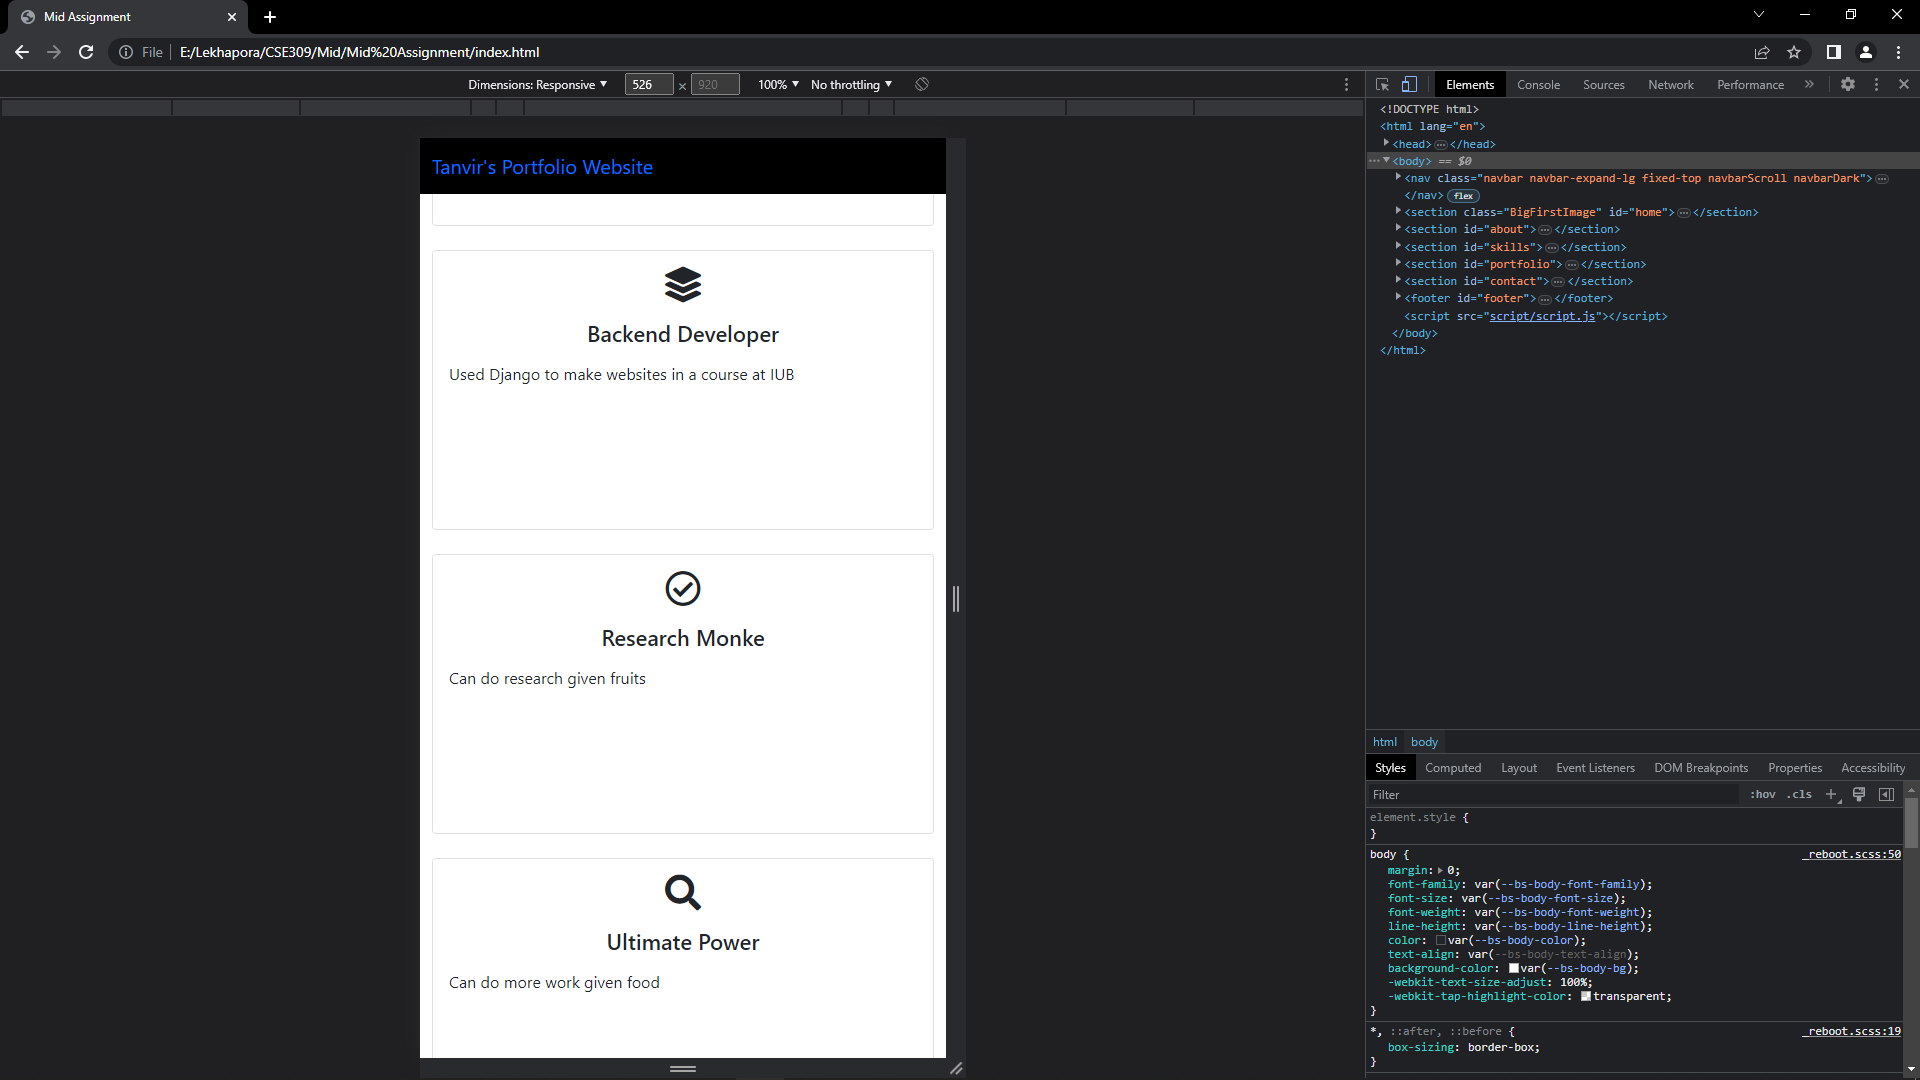 Mid Assignment
File E:/Lekhapora/CSE309/Mid/Mid%20Assignment/index.html
Dimensions: Responsive 526 × 920 100% No throttling
Tanvir's Portfolio Website
Backend Developer
Used Django to make websites in a course at IUB
Research Monke
Can do research given fruits
Ultimate Power
Can do more work given food
Elements Console Sources Network Performance »
<!DOCTYPE html>
<html lang="en">
<head>…</head>
<body> == $0
<nav class="navbar navbar-expand-lg fixed-top navbarScroll navbarDark">…
</nav> flex
<section class="BigFirstImage" id="home">…</section>
<section id="about">…</section>
<section id="skills">…</section>
<section id="portfolio">…</section>
<section id="contact">…</section>
<footer id="footer">…</footer>
<script src="script/script.js"></script>
</body>
</html>
html body
Styles Computed Layout Event Listeners DOM Breakpoints Properties Accessibility
Filter :hov .cls +
element.style {
}
body { _reboot.scss:50
margin: 0;
font-family: var(--bs-body-font-family);
font-size: var(--bs-body-font-size);
font-weight: var(--bs-body-font-weight);
line-height: var(--bs-body-line-height);
color: var(--bs-body-color);
text-align: var(--bs-body-text-align);
background-color: var(--bs-body-bg);
-webkit-text-size-adjust: 100%;
-webkit-tap-highlight-color: transparent;
}
*, ::after, ::before { _reboot.scss:19
box-sizing: border-box;
}